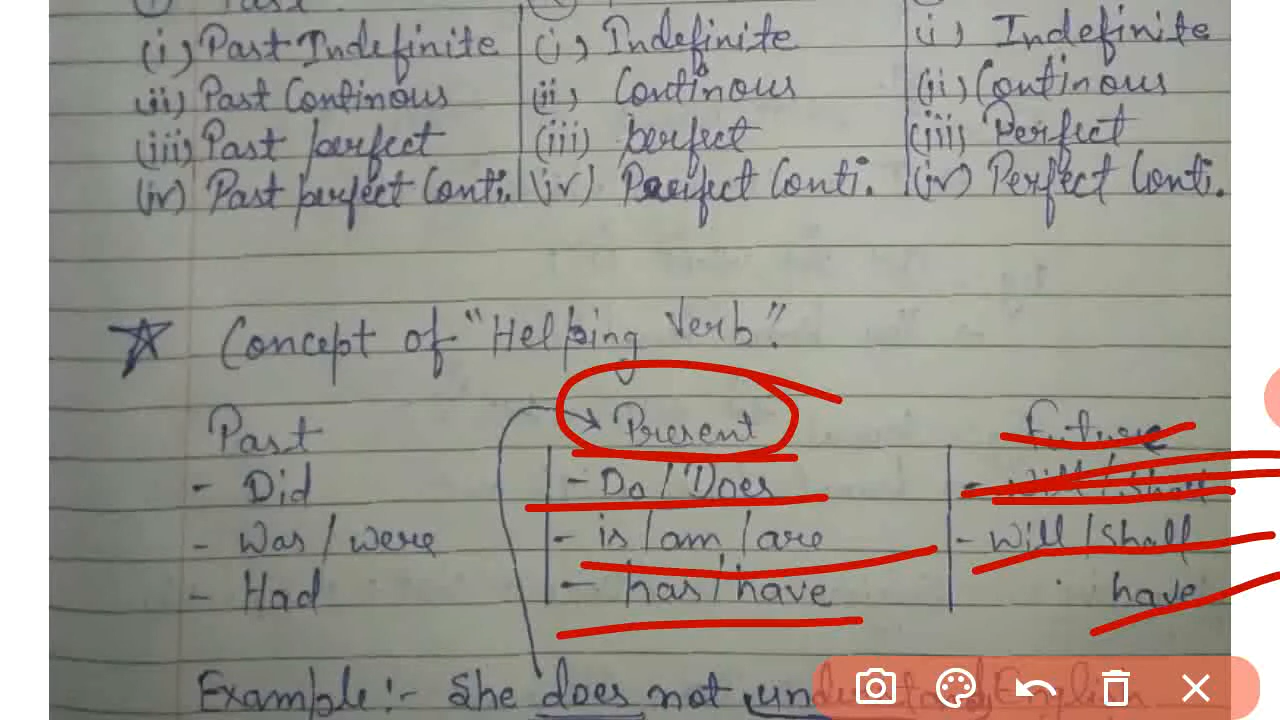 (i) Past Indefinite (i) Indefinite (i) Indefinite
(ii) Past Continous (ii) Continous (ii) Continous
(iii) Past perfect (iii) perfect (iii) Perfect
(iv) Past perfect Conti. (iv) Perfect Conti. (iv) Perfect Conti.
Concept of "Helping Verb"
Past Present Future
- Did - Do / Does - will / shall
- Was / were - is / am / are - will / shall
- Had - has / have have
Example :- She does not understand English